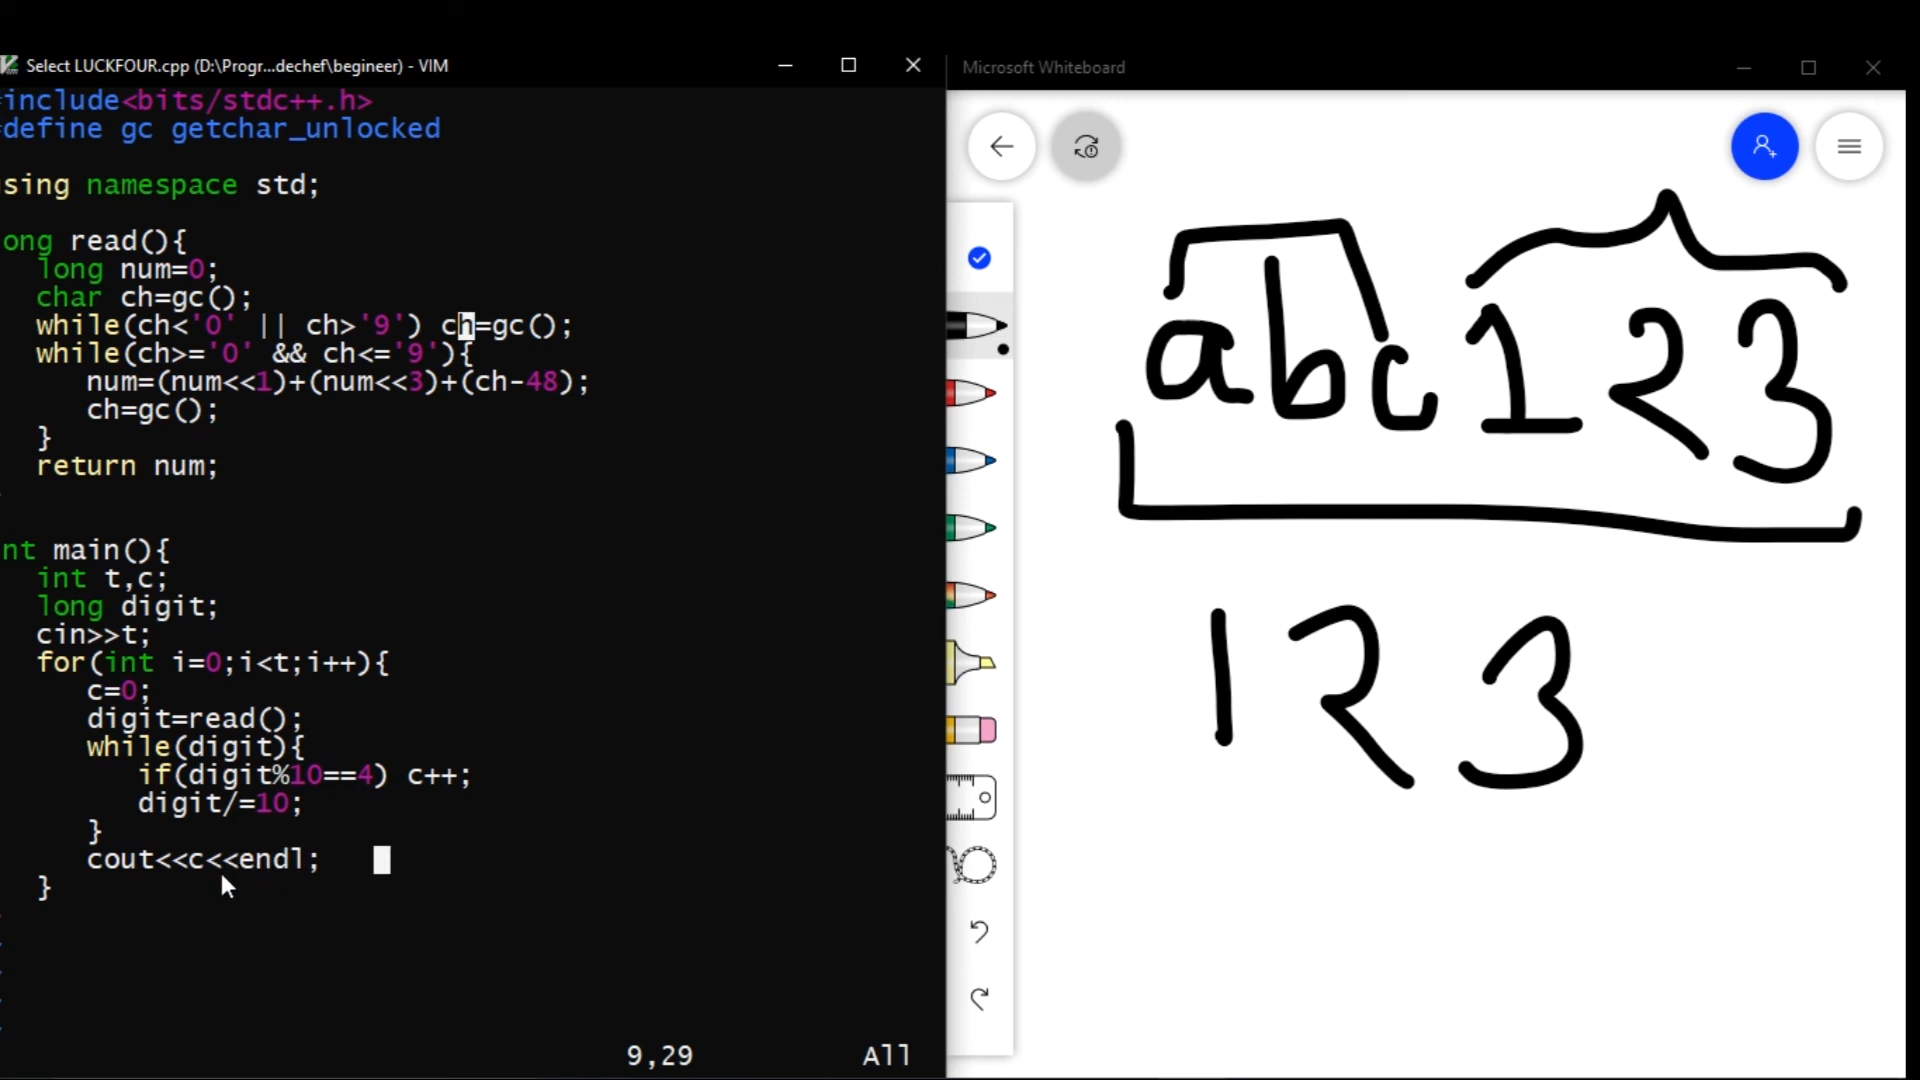 Select LUCKFOUR.cpp (D:\Progr...dechef\begineer) - VIM
include<bits/stdc++.h>
define gc getchar_unlocked
sing namespace std;
ong read(){
long num=0;
char ch=gc();
while(ch<'0' || ch>'9') ch=gc();
while(ch>='0' && ch<='9'){
num=(num<<1)+(num<<3)+(ch-48);
ch=gc();
}
return num;
nt main(){
int t,c;
long digit;
cin>>t;
for(int i=0;i<t;i++){
c=0;
digit=read();
while(digit){
if(digit%10==4) c++;
digit/=10;
}
cout<<c<<endl;
}
9,29 All
Microsoft Whiteboard
abc123
123